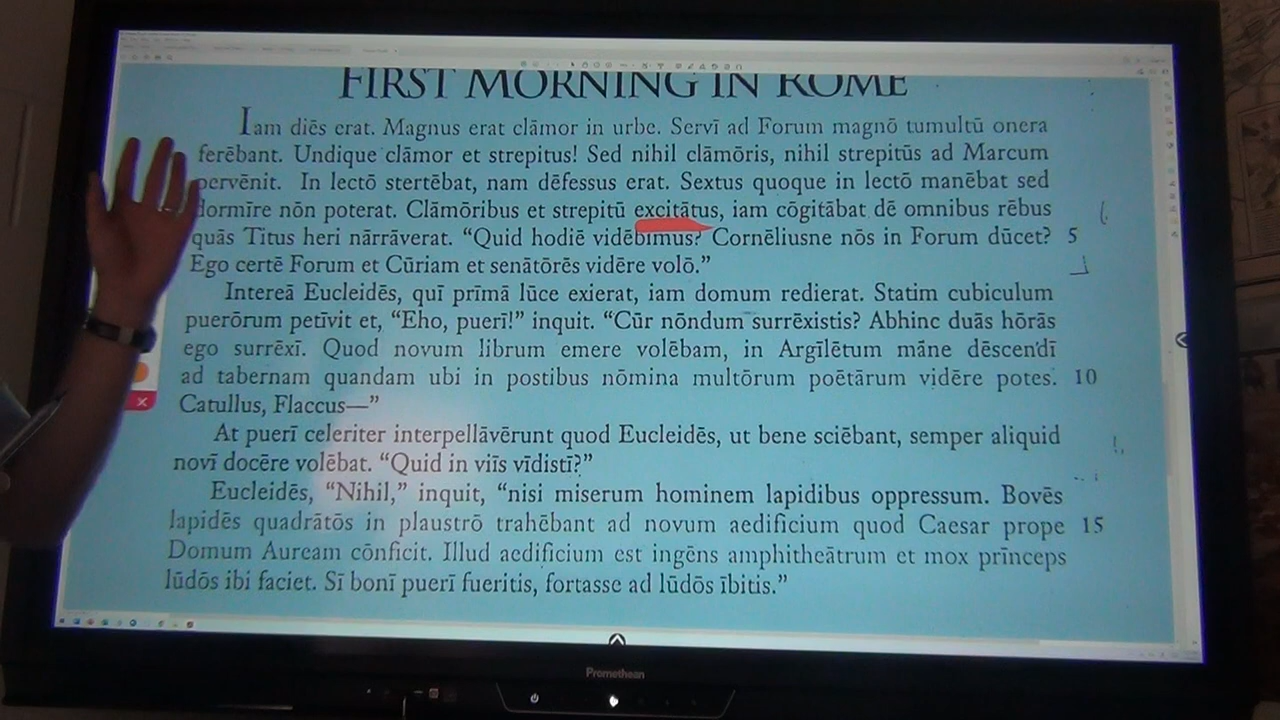 FIRST MORNING IN ROME
Iam diēs erat. Magnus erat clāmor in urbe. Servī ad Forum magnō tumultū onera
ferēbant. Undique clāmor et strepitus! Sed nihil clāmōris, nihil strepitūs ad Marcum
pervēnit. In lectō stertēbat, nam dēfessus erat. Sextus quoque in lectō manēbat sed
dormīre nōn poterat. Clāmōribus et strepitū excitātus, iam cōgitābat dē omnibus rēbus
quās Titus heri nārrāverat. “Quid hodiē vidēbimus? Cornēliusne nōs in Forum dūcet? 5
Ego certē Forum et Cūriam et senātōrēs vidēre volō.”
Intereā Eucleidēs, quī prīmā lūce exierat, iam domum redierat. Statim cubiculum
puerōrum petīvit et, “Eho, puerī!” inquit. “Cūr nōndum surrēxistis? Abhinc duās hōrās
ego surrēxī. Quod novum librum emere volēbam, in Argīlētum māne dēscendī
ad tabernam quandam ubi in postibus nōmina multōrum poētārum vidēre potes. 10
Catullus, Flaccus—”
At puerī celeriter interpellāvērunt quod Eucleidēs, ut bene sciēbant, semper aliquid
novī docēre volēbat. “Quid in viīs vīdistī?”
Eucleidēs, “Nihil,” inquit, “nisi miserum hominem lapidibus oppressum. Bovēs
lapidēs quadrātōs in plaustrō trahēbant ad novum aedificium quod Caesar prope 15
Domum Auream cōnficit. Illud aedificium est ingēns amphitheātrum et mox prīnceps
lūdōs ibi faciet. Sī bonī puerī fueritis, fortasse ad lūdōs ībitis.”
Promethean